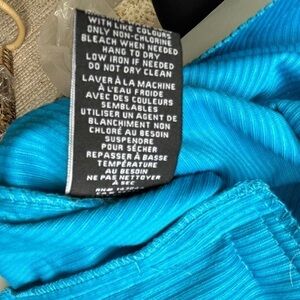 WITH LIKE COLOURS
ONLY NON-CHLORINE
BLEACH WHEN NEEDED
HANG TO DRY
LOW IRON IF NEEDED
DO NOT DRY CLEAN
LAVER À LA MACHINE
À L'EAU FROIDE
AVEC DES COULEURS
SEMBLABLES
UTILISER UN AGENT DE
BLANCHIMENT NON
CHLORÉ AU BESOIN
SUSPENDRE
POUR SÉCHER
REPASSER À BASSE
TEMPÉRATURE
AU BESOIN
NE PAS NETTOYER
À SEC
RN#